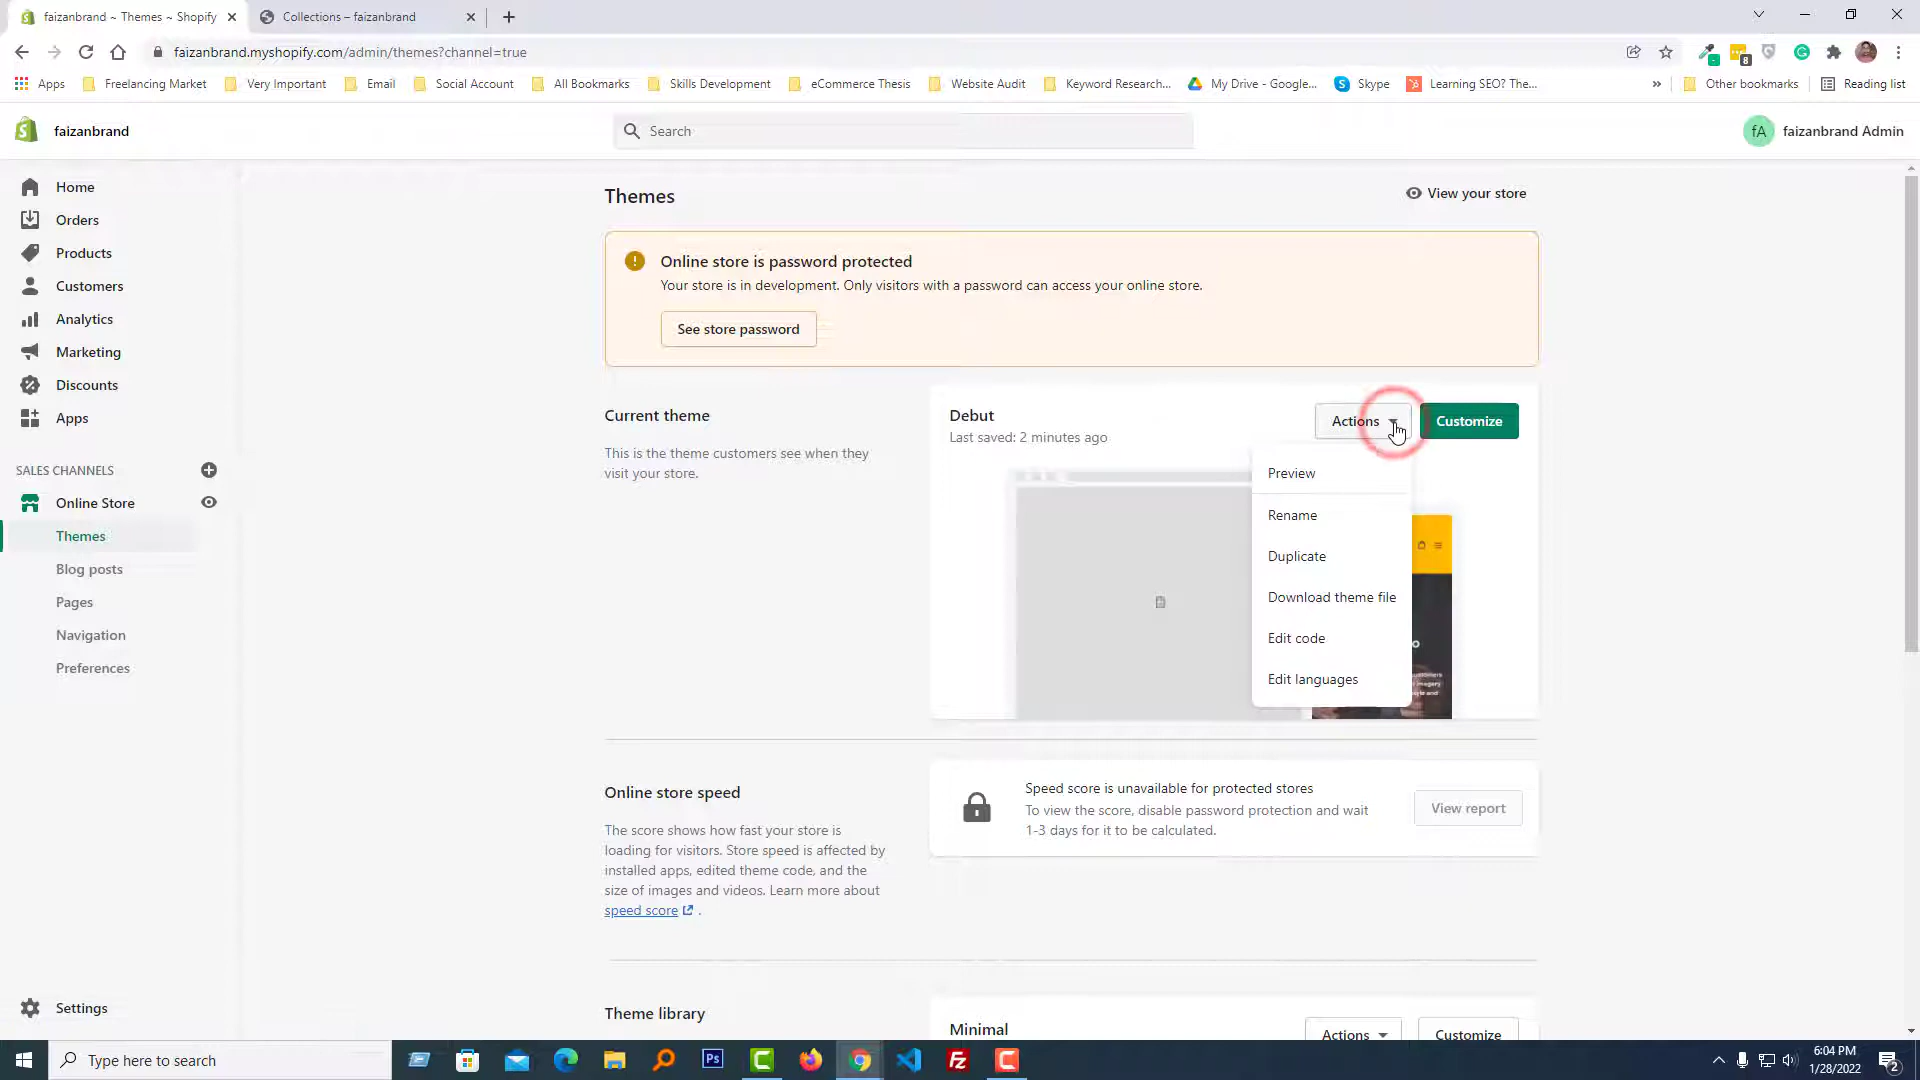 faizanbrand ~ Themes ~ Shopify
Collections – faizanbrand
faizanbrand.myshopify.com/admin/themes?channel=true
Apps
Freelancing Market
Very Important
Email
Social Account
All Bookmarks
Skills Development
eCommerce Thesis
Website Audit
Keyword Research...
My Drive - Google...
Skype
Learning SEO? The...
Other bookmarks
Reading list
faizanbrand
Search
fA
faizanbrand Admin
Home
Orders
Products
Customers
Analytics
Marketing
Discounts
Apps
SALES CHANNELS
Online Store
Themes
Blog posts
Pages
Navigation
Preferences
Settings
Themes
View your store
Online store is password protected
Your store is in development. Only visitors with a password can access your online store.
See store password
Current theme
This is the theme customers see when they
visit your store.
Debut
Last saved: 2 minutes ago
Actions
Customize
Preview
Rename
Duplicate
Download theme file
Edit code
Edit languages
Online store speed
The score shows how fast your store is
loading for visitors. Store speed is affected by
installed apps, edited theme code, and the
size of images and videos. Learn more about
speed score .
Speed score is unavailable for protected stores
To view the score, disable password protection and wait
1-3 days for it to be calculated.
View report
Theme library
Minimal
Actions
Customize
Type here to search
Ps
Fz
6:04 PM
1/28/2022
2